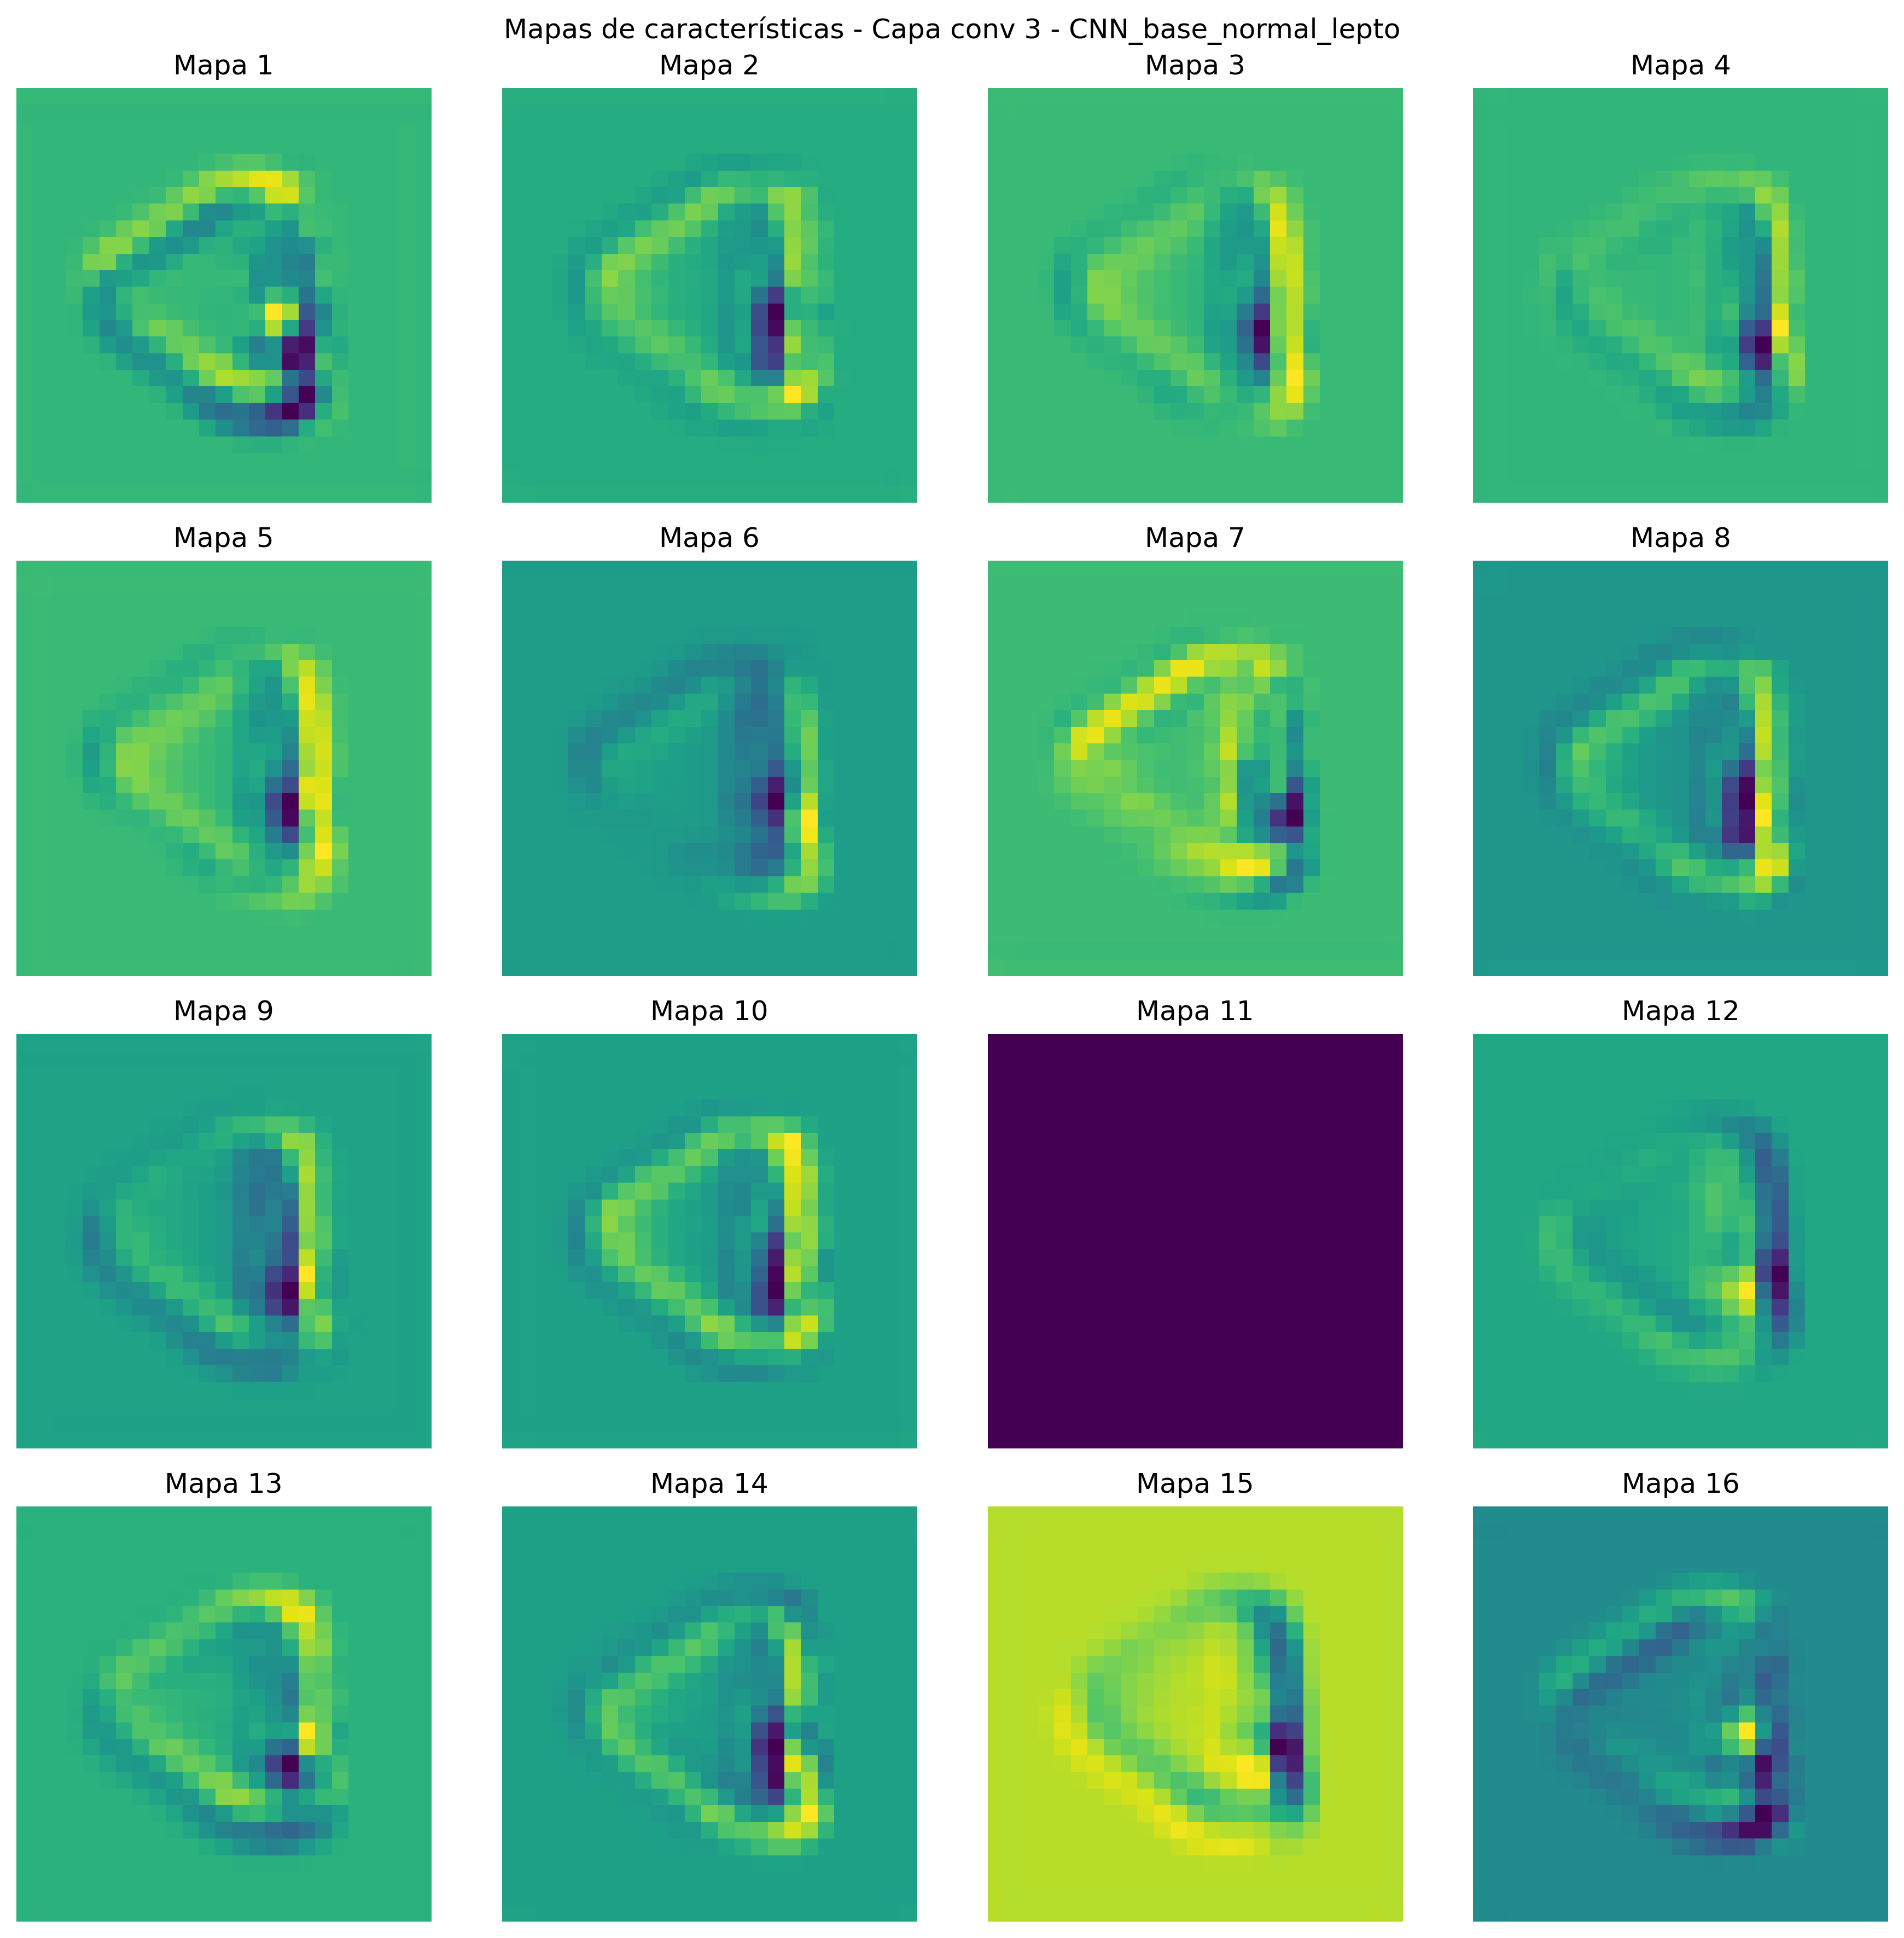 Mapas de características - Capa conv 3 - CNN_base_normal_lepto
Mapa 1 Mapa 2 Mapa 3 Mapa 4
Mapa 5 Mapa 6 Mapa 7 Mapa 8
Mapa 9 Mapa 10 Mapa 11 Mapa 12
Mapa 13 Mapa 14 Mapa 15 Mapa 16